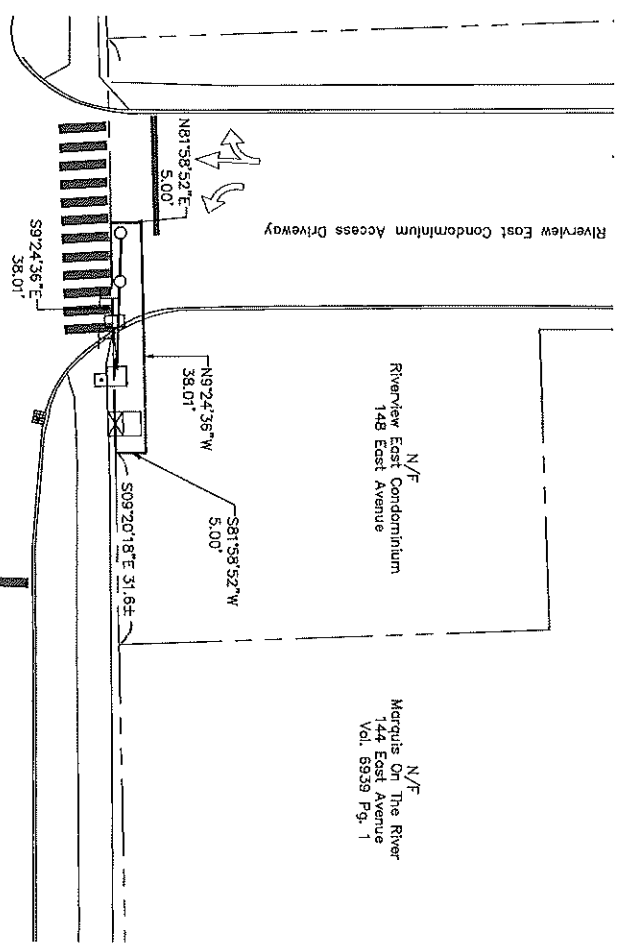 Riverview East Condominium Access Driveway
N81°58'52"E
5.00'
S9°24'36"E
38.01'
N9°24'36"W
38.01'
S81°58'52"W
5.00'
S09°20'18"E 31.6±
N/F
Riverview East Condominium
148 East Avenue
N/F
Marquis On The River
144 East Avenue
Vol. 6939 Pg. 1